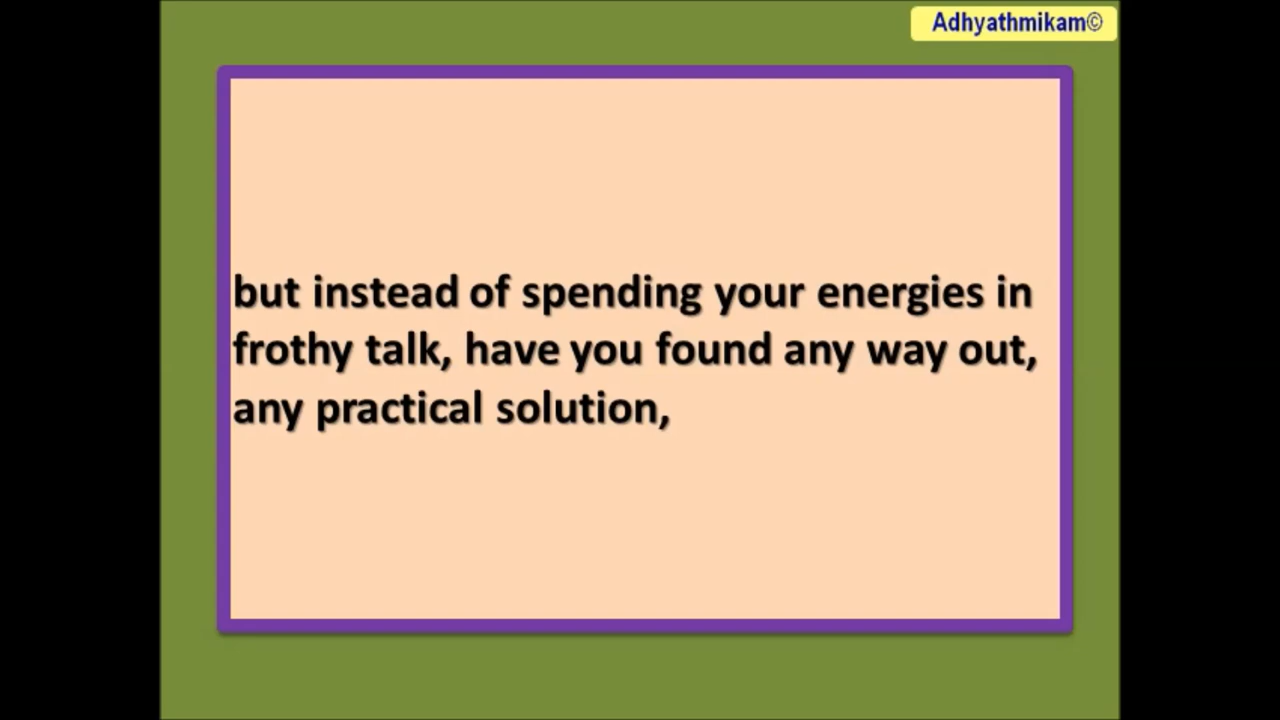 Adhyathmikam©
but instead of spending your energies in
frothy talk, have you found any way out,
any practical solution,